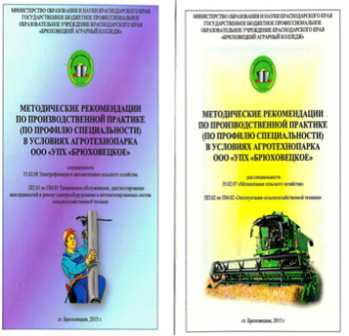 МИНИСТЕРСТВО ОБРАЗОВАНИЯ И НАУКИ КРАСНОДАРСКОГО КРАЯ
ГОСУДАРСТВЕННОЕ БЮДЖЕТНОЕ ПРОФЕССИОНАЛЬНОЕ
ОБРАЗОВАТЕЛЬНОЕ УЧРЕЖДЕНИЕ КРАСНОДАРСКОГО КРАЯ
«БРЮХОВЕЦКИЙ АГРАРНЫЙ КОЛЛЕДЖ»
МЕТОДИЧЕСКИЕ РЕКОМЕНДАЦИИ
ПО ПРОИЗВОДСТВЕННОЙ ПРАКТИКЕ
(ПО ПРОФИЛЮ СПЕЦИАЛЬНОСТИ)
В УСЛОВИЯХ АГРОТЕХНОПАРКА
ООО «УПХ «БРЮХОВЕЦКОЕ»
специальности
35.02.08 Электрификация и автоматизация сельского хозяйства
ПП.03 по ПМ.03 Техническое обслуживание, диагностирование
неисправностей и ремонт электрооборудования и автоматизированных систем
сельскохозяйственной техники
ст. Брюховецкая, 2015 г.
МИНИСТЕРСТВО ОБРАЗОВАНИЯ И НАУКИ КРАСНОДАРСКОГО КРАЯ
ГОСУДАРСТВЕННОЕ БЮДЖЕТНОЕ ПРОФЕССИОНАЛЬНОЕ
ОБРАЗОВАТЕЛЬНОЕ УЧРЕЖДЕНИЕ КРАСНОДАРСКОГО КРАЯ
«БРЮХОВЕЦКИЙ АГРАРНЫЙ КОЛЛЕДЖ»
МЕТОДИЧЕСКИЕ РЕКОМЕНДАЦИИ
ПО ПРОИЗВОДСТВЕННОЙ ПРАКТИКЕ
(ПО ПРОФИЛЮ СПЕЦИАЛЬНОСТИ)
В УСЛОВИЯХ АГРОТЕХНОПАРКА
ООО «УПХ «БРЮХОВЕЦКОЕ»
для специальности
35.02.07 «Механизация сельского хозяйства»
ПП.02 по ПМ.02 «Эксплуатация сельскохозяйственной техники»
ст. Брюховецкая, 2015 г.